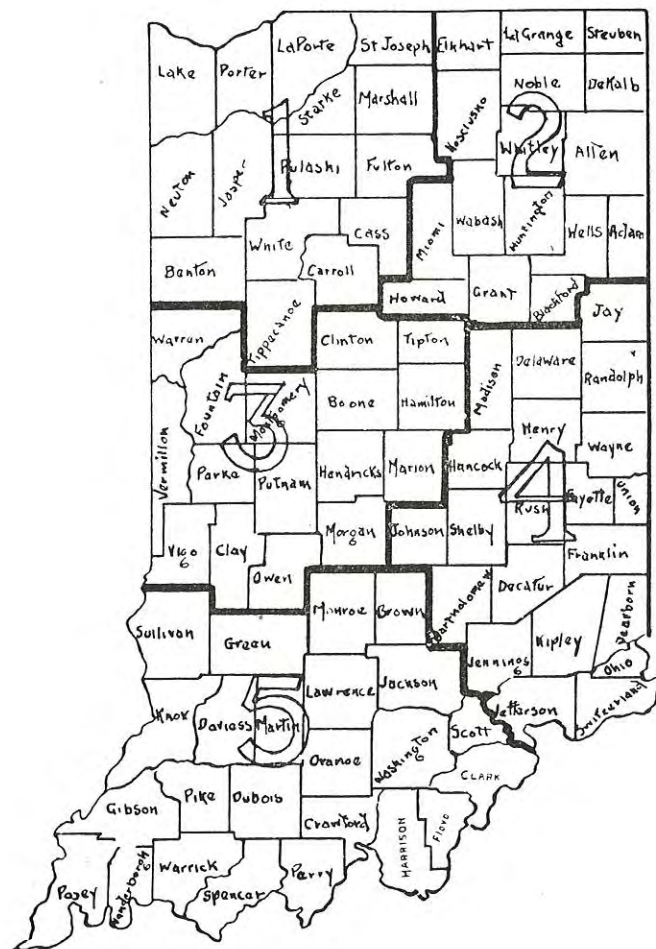 LaPorte
St Joseph
Elkhart
LaGrange
Steuben
Lake
Porter
Noble
DeKalb
Starke
Marshall
Kosciusko
1
2
Whitley
Allen
Newton
Jasper
Pulaski
Fulton
Miami
Wabash
Huntington
Wells
Adams
White
Cass
Benton
Carroll
Howard
Grant
Blackford
Jay
Warren
Tippecanoe
Clinton
Tipton
Madison
Delaware
Randolph
Fountain
3
Montgomery
Boone
Hamilton
Henry
Wayne
Vermillon
Parke
Putnam
Hendricks
Marion
Hancock
4
Rush
Fayette
Union
Vigo
Clay
Owen
Morgan
Johnson
Shelby
Franklin
Monroe
Brown
Bartholomew
Decatur
Dearborn
Sullivan
Green
Jennings
Ripley
Ohio
Lawrence
Jackson
Jefferson
Switzerland
Knox
Daviess
5
Martin
Orange
Washington
Scott
CLARK
Gibson
Pike
Dubois
Crawford
HARRISON
FLOYD
Posey
Vanderborgh
Warrick
Spencer
Parry